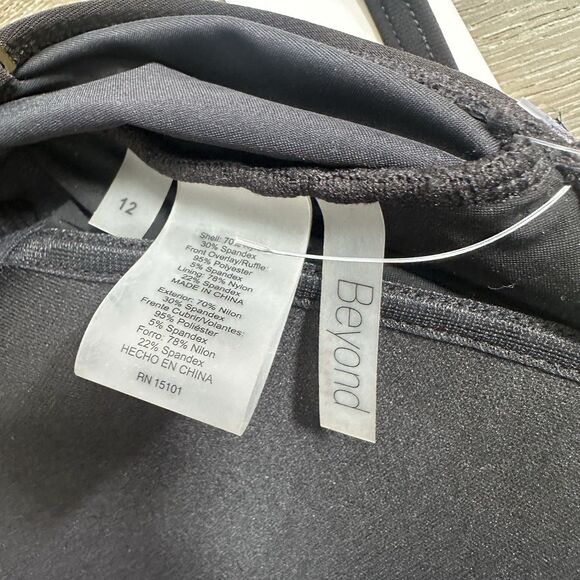 12
Shell: 70% Nylon
30% Spandex
Front Overlay/Ruffle:
95% Polyester
5% Spandex
Lining: 78% Nylon
22% Spandex
MADE IN CHINA
Exterior: 70% Nilon
30% Spandex
Frente Cubrir/Volantes:
95% Poliéster
5% Spandex
Forro: 78% Nilon
22% Spandex
HECHO EN CHINA
RN 15101
Beyond